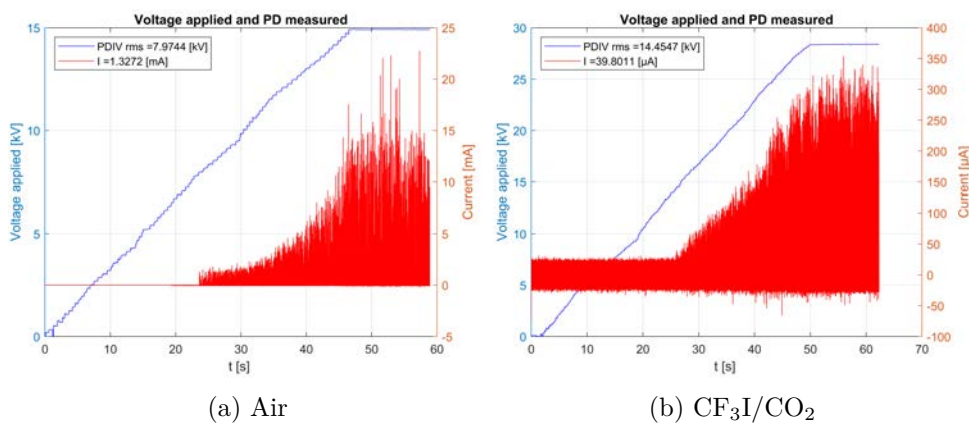 Voltage applied and PD measured
PDIV rms =7.9744 [kV]
I =1.3272 [mA]
Voltage applied [kV]
15
10
5
0
25
20
15
10
5
0
-5
Current [mA]
0 10 20 30 40 50 60
t [s]
(a) Air
Voltage applied and PD measured
PDIV rms =14.4547 [kV]
I =39.8011 [µA]
Voltage applied [kV]
30
25
20
15
10
5
0
400
350
300
250
200
150
100
50
0
-50
-100
Current [µA]
0 10 20 30 40 50 60 70
t [s]
(b) CF₃I/CO₂